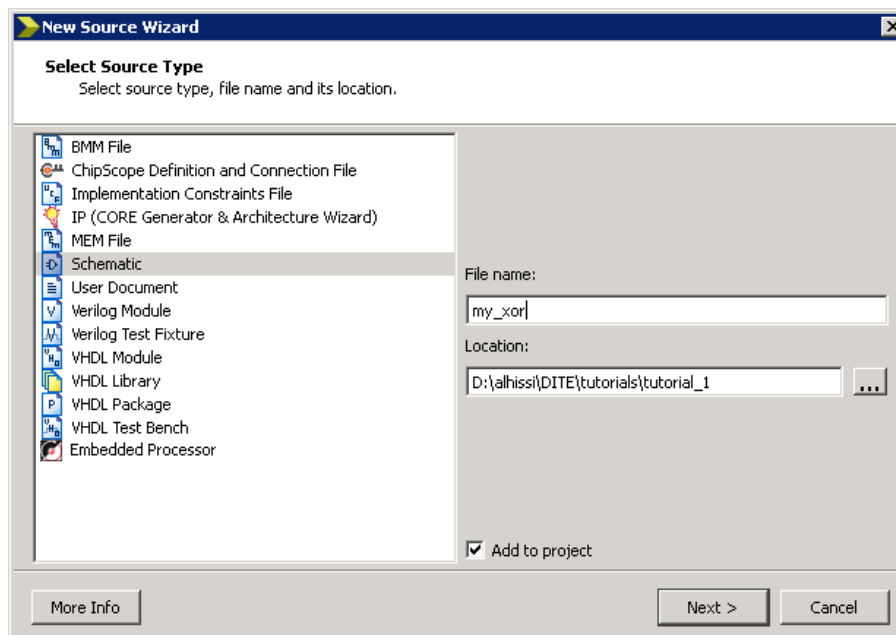 New Source Wizard
Select Source Type
Select source type, file name and its location.
BMM File
ChipScope Definition and Connection File
Implementation Constraints File
IP (CORE Generator & Architecture Wizard)
MEM File
Schematic
User Document
Verilog Module
Verilog Test Fixture
VHDL Module
VHDL Library
VHDL Package
VHDL Test Bench
Embedded Processor
File name:
my_xor
Location:
D:\alhissi\DITE\tutorials\tutorial_1
...
Add to project
More Info
Next >
Cancel